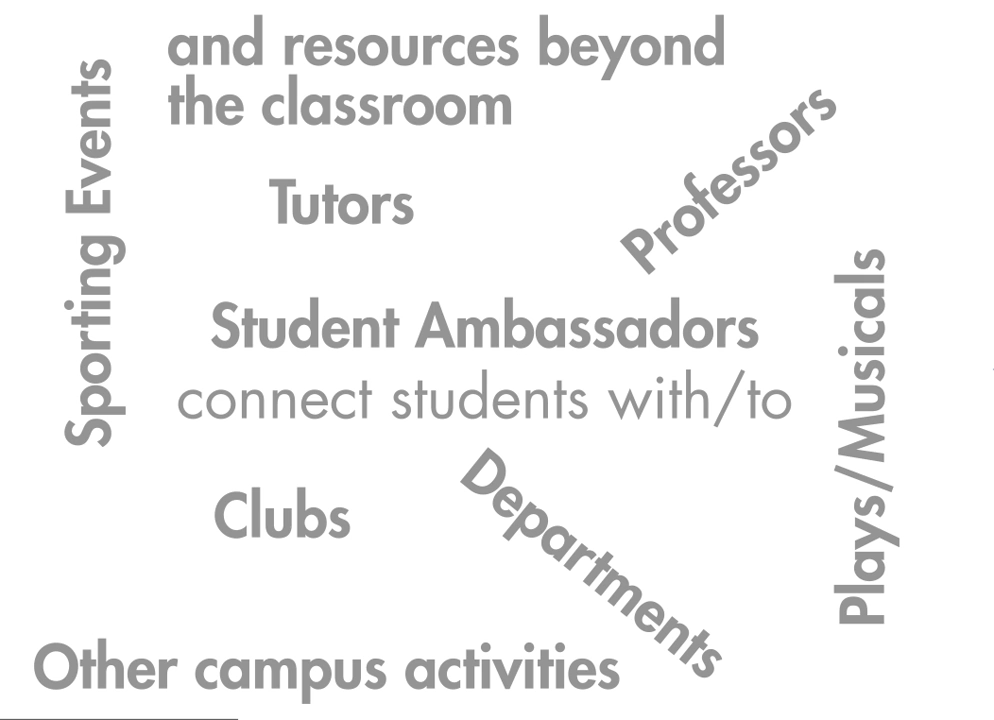 and resources beyond
the classroom
Sporting Events
Professors
Tutors
Student Ambassadors
connect students with/to
Plays/Musicals
Clubs
Departments
Other campus activities